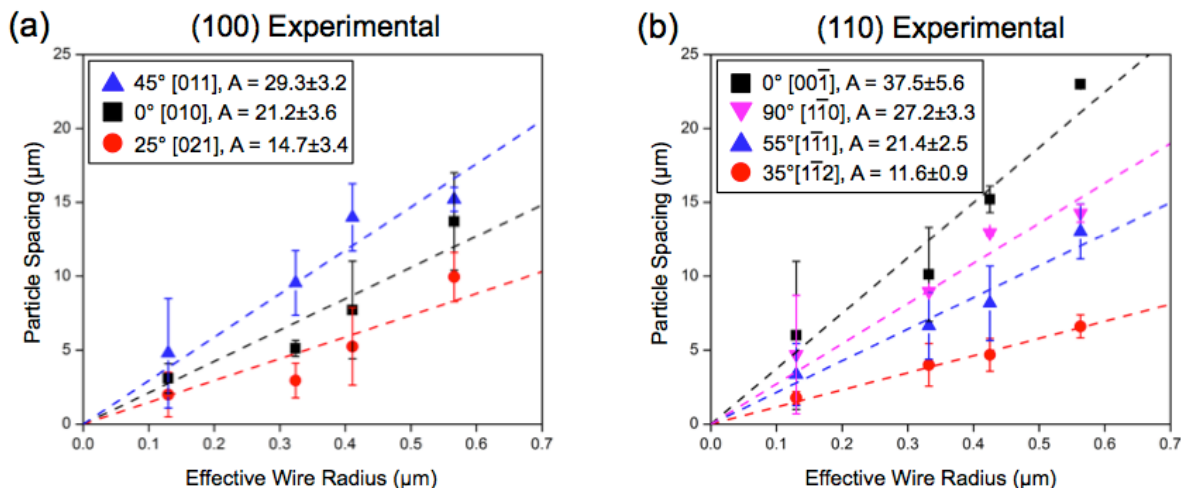 (a)
(100) Experimental
25
20
15
10
5
0
Particle Spacing (µm)
45° [011], A = 29.3±3.2
0° [010], A = 21.2±3.6
25° [021], A = 14.7±3.4
0.0 0.1 0.2 0.3 0.4 0.5 0.6 0.7
Effective Wire Radius (µm)
(b)
(110) Experimental
25
20
15
10
5
0
Particle Spacing (µm)
0° [001̄], A = 37.5±5.6
90° [11̄0], A = 27.2±3.3
55° [11̄1], A = 21.4±2.5
35°[11̄2], A = 11.6±0.9
0.0 0.1 0.2 0.3 0.4 0.5 0.6 0.7
Effective Wire Radius (µm)